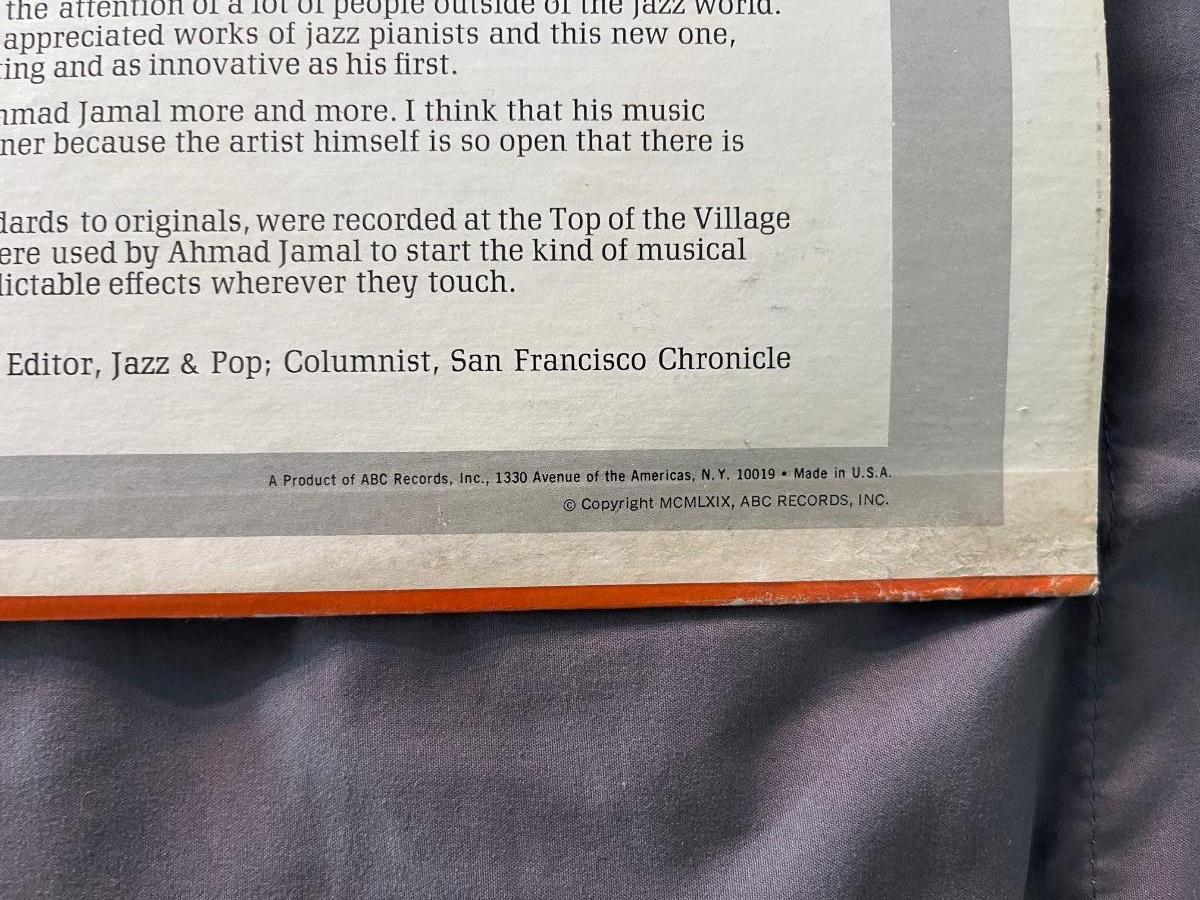 the attention of a lot of people outside of the jazz world.
appreciated works of jazz pianists and this new one,
ting and as innovative as his first.
hmad Jamal more and more. I think that his music
ner because the artist himself is so open that there is
dards to originals, were recorded at the Top of the Village
ere used by Ahmad Jamal to start the kind of musical
dictable effects wherever they touch.
Editor, Jazz & Pop; Columnist, San Francisco Chronicle
A Product of ABC Records, Inc., 1330 Avenue of the Americas, N.Y. 10019 • Made in U.S.A.
© Copyright MCMLXIX, ABC RECORDS, INC.